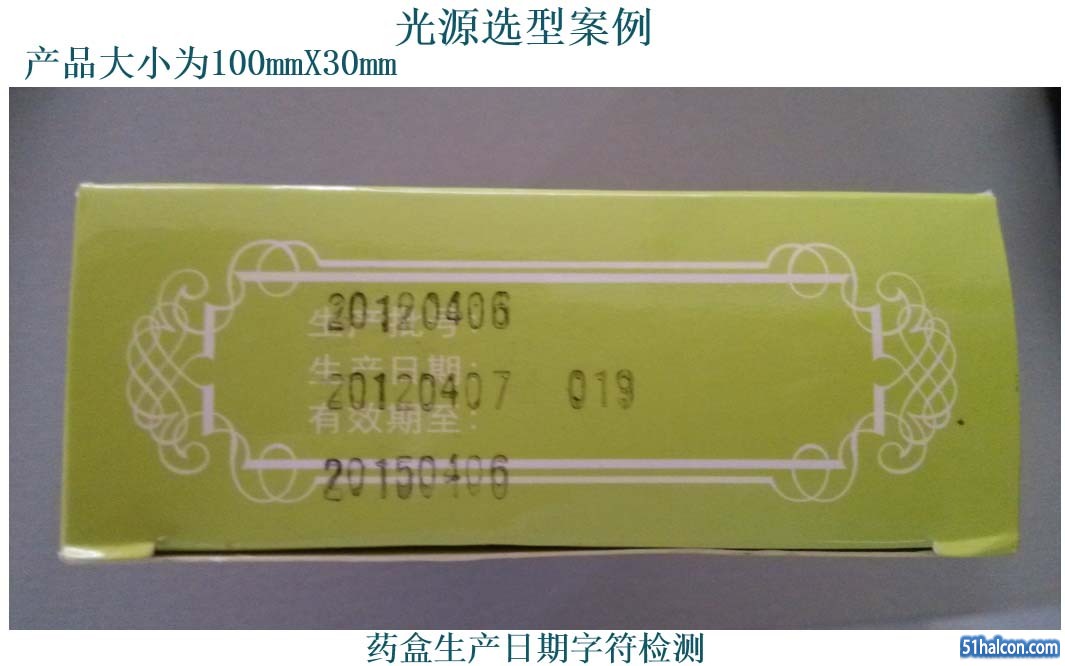 光源选型案例
产品大小为100mmX30mm
20120406
生产批号:
生产日期:
20120407 019
有效期至:
20150406
药盒生产日期字符检测
51halcon.com